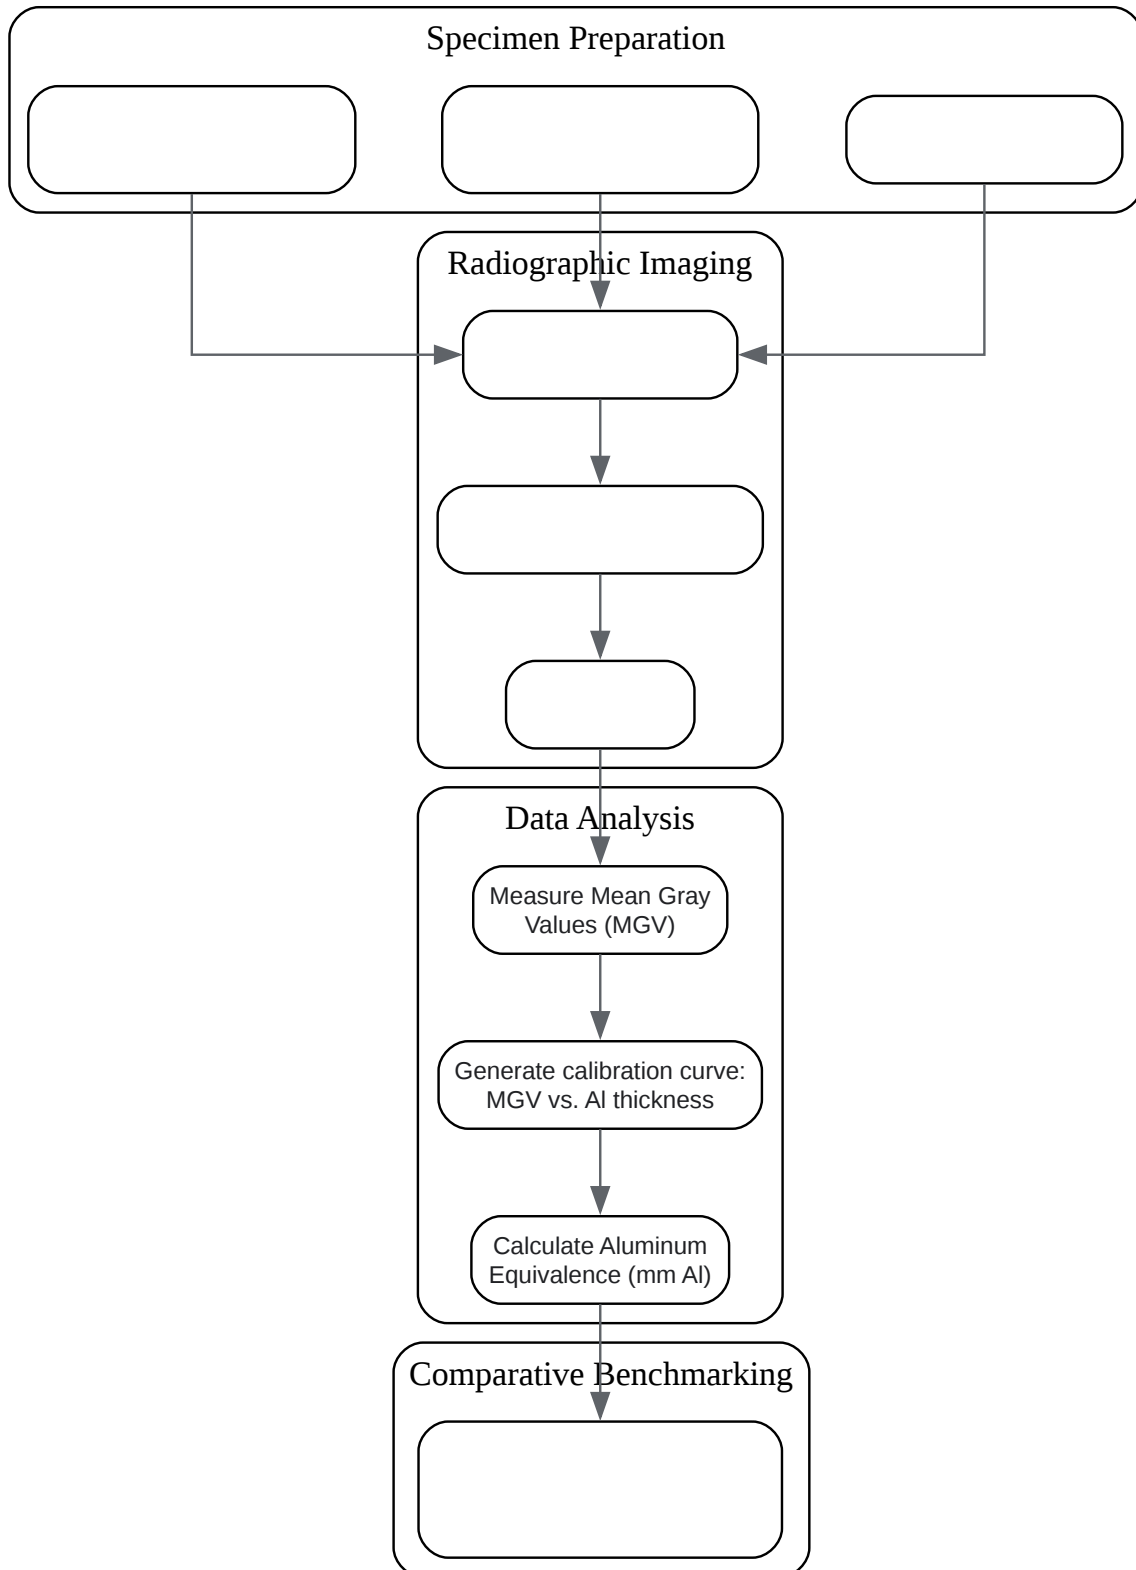 Specimen Preparation
Radiographic Imaging
Data Analysis
Measure Mean Gray
Values (MGV)
Generate calibration curve:
MGV vs. Al thickness
Calculate Aluminum
Equivalence (mm Al)
Comparative Benchmarking